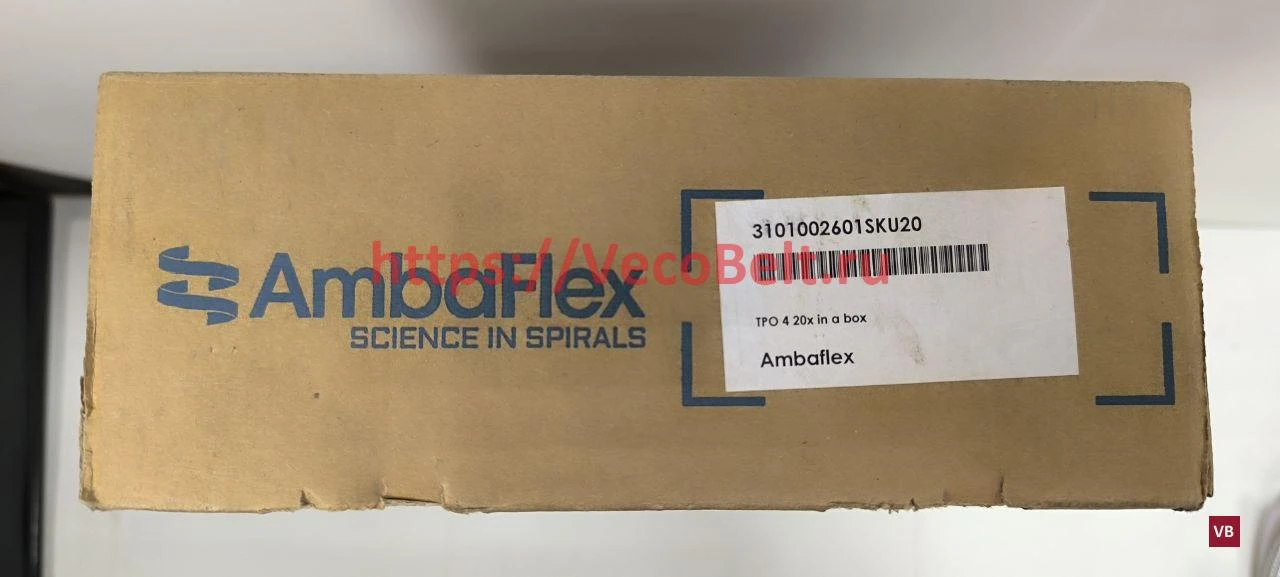 https://VecoBelt.ru
AmbaFlex
SCIENCE IN SPIRALS
3101002601SKU20
TPO 4 20x in a box
Ambaflex
VB